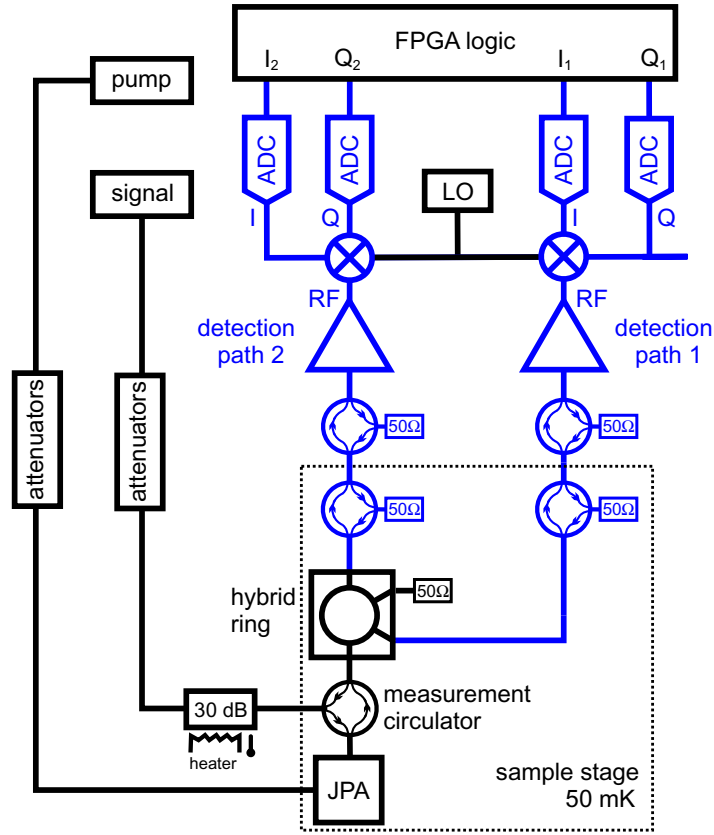 FPGA logic
I₂ Q₂ I₁ Q₁
pump
ADC ADC ADC ADC
signal
LO
I Q I Q
RF RF
detection
path 2
detection
path 1
attenuators
attenuators
50Ω 50Ω
50Ω 50Ω
50Ω
hybrid
ring
measurement
circulator
30 dB
heater
JPA
sample stage
50 mK